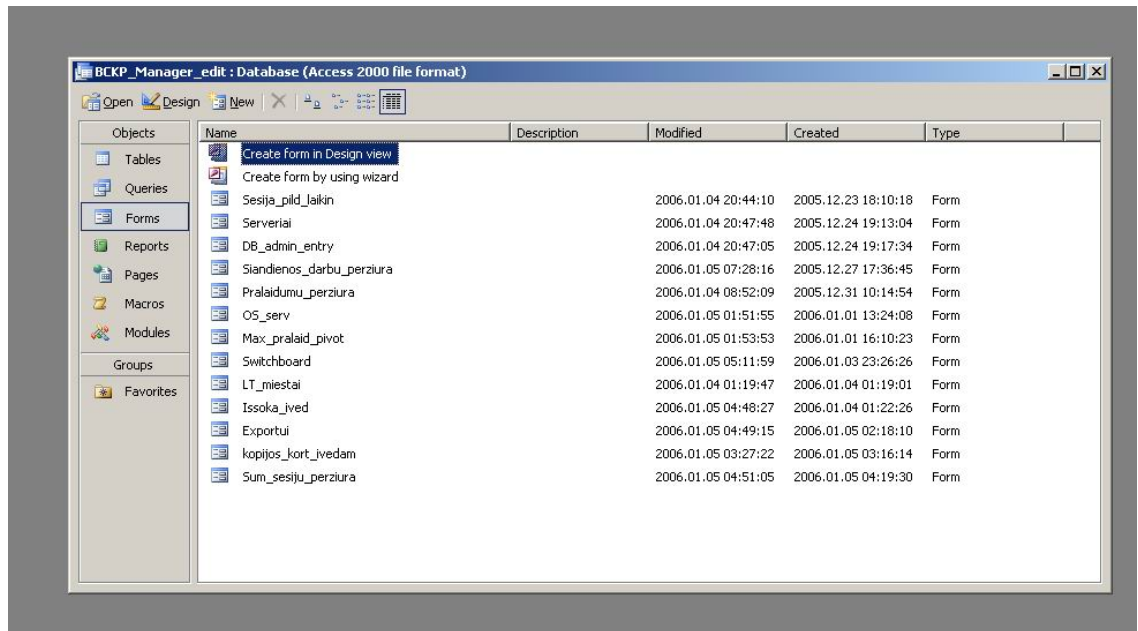 BCKP_Manager_edit : Database (Access 2000 file format)
Open Design New
Objects
Tables
Queries
Forms
Reports
Pages
Macros
Modules
Groups
Favorites
Name Description Modified Created Type
Create form in Design view
Create form by using wizard
Sesija_pild_laikin 2006.01.04 20:44:10 2005.12.23 18:10:18 Form
Serveriai 2006.01.04 20:47:48 2005.12.24 19:13:04 Form
DB_admin_entry 2006.01.04 20:47:05 2005.12.24 19:17:34 Form
Siandienos_darbu_perziura 2006.01.05 07:28:16 2005.12.27 17:36:45 Form
Pralaidumu_perziura 2006.01.04 08:52:09 2005.12.31 10:14:54 Form
OS_serv 2006.01.05 01:51:55 2006.01.01 13:24:08 Form
Max_pralaid_pivot 2006.01.05 01:53:53 2006.01.01 16:10:23 Form
Switchboard 2006.01.05 05:11:59 2006.01.03 23:26:26 Form
LT_miestai 2006.01.04 01:19:47 2006.01.04 01:19:01 Form
Issoka_ived 2006.01.05 04:48:27 2006.01.04 01:22:26 Form
Exportui 2006.01.05 04:49:15 2006.01.05 02:18:10 Form
kopijos_kort_ivedam 2006.01.05 03:27:22 2006.01.05 03:16:14 Form
Sum_sesiju_perziura 2006.01.05 04:51:05 2006.01.05 04:19:30 Form